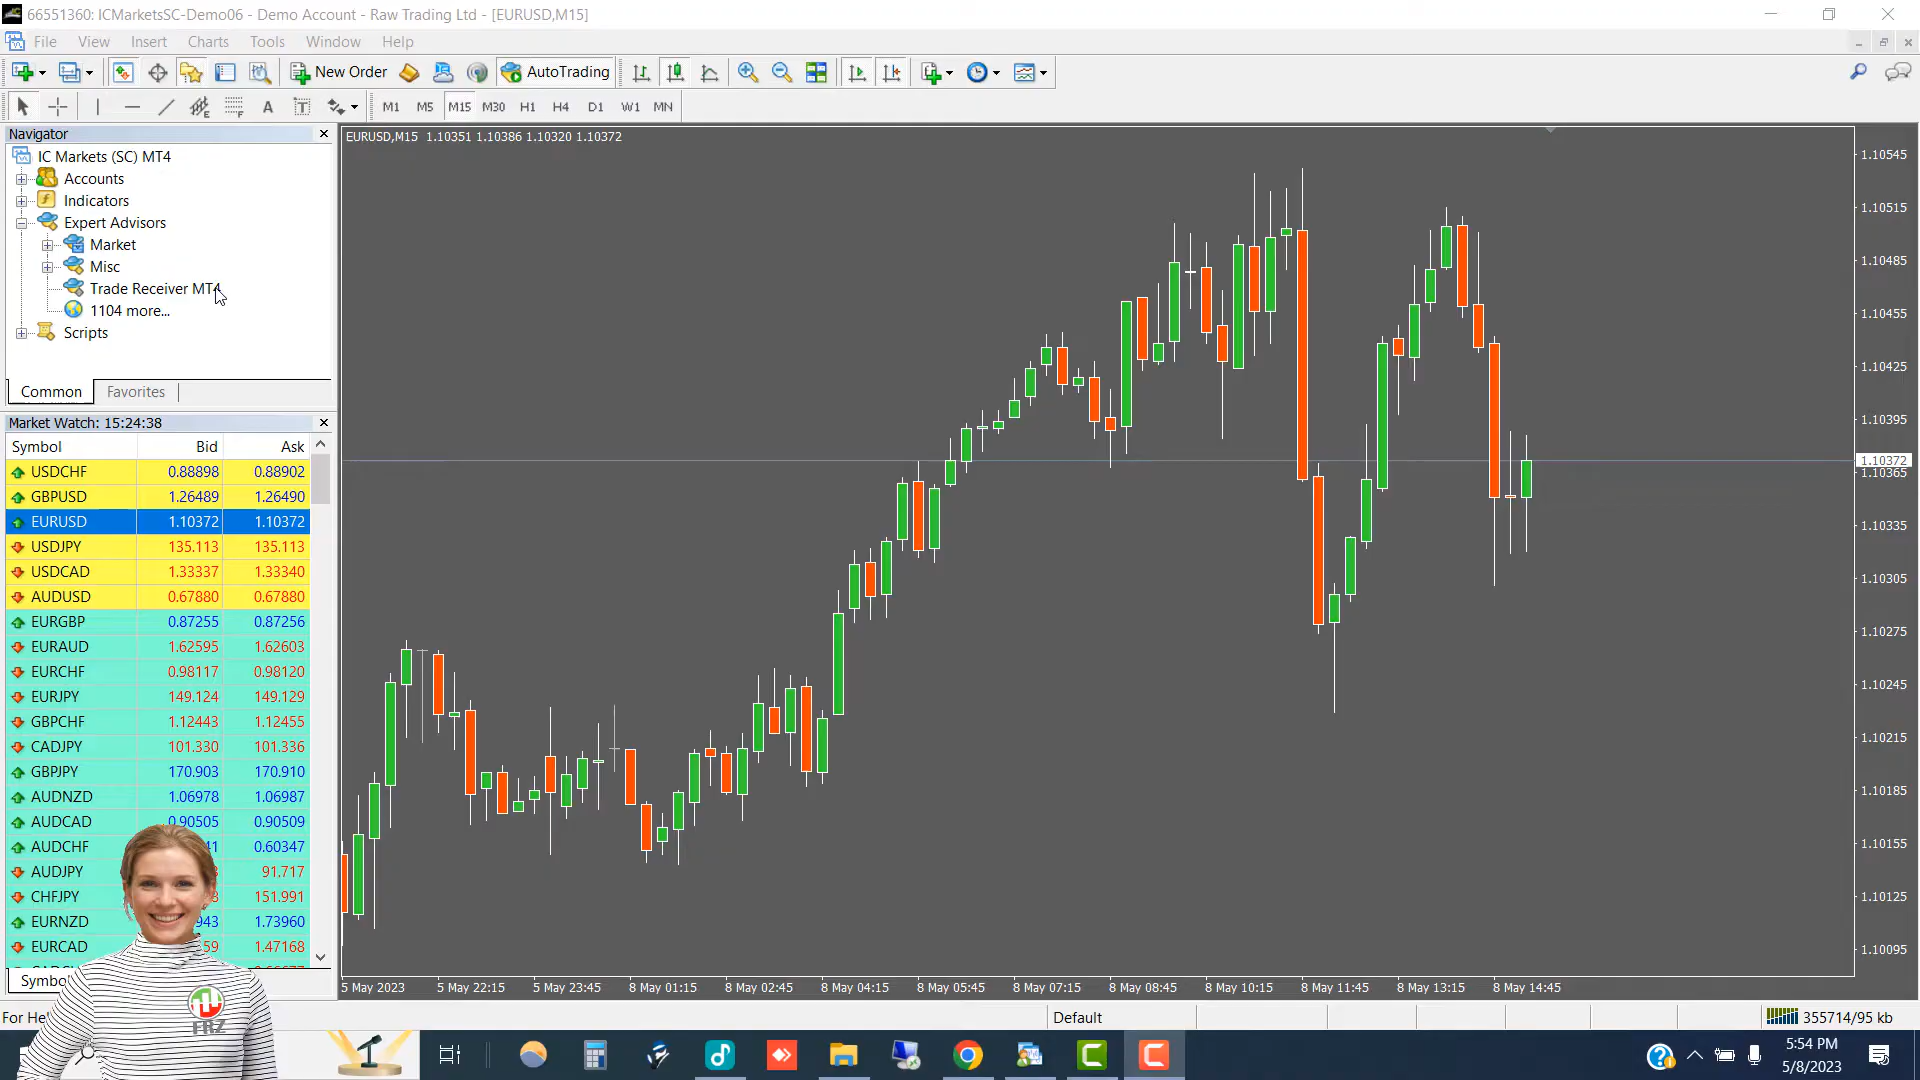 66551360: ICMarketsSC-Demo06 - Demo Account - Raw Trading Ltd - [EURUSD,M15]
File View Insert Charts Tools Window Help
New Order AutoTrading
A T M1 M5 M15 M30 H1 H4 D1 W1 MN
Navigator
IC Markets (SC) MT4
Accounts
Indicators
Expert Advisors
Market
Misc
Trade Receiver MT4
1104 more...
Scripts
Common Favorites
Market Watch: 15:24:38
Symbol Bid Ask
USDCHF 0.88898 0.88902
GBPUSD 1.26489 1.26490
EURUSD 1.10372 1.10372
USDJPY 135.113 135.113
USDCAD 1.33337 1.33340
AUDUSD 0.67880 0.67880
EURGBP 0.87255 0.87256
EURAUD 1.62595 1.62603
EURCHF 0.98117 0.98120
EURJPY 149.124 149.129
GBPCHF 1.12443 1.12455
CADJPY 101.330 101.336
GBPJPY 170.903 170.910
AUDNZD 1.06978 1.06987
AUDCAD 0.90505 0.90509
AUDCHF 41 0.60347
AUDJPY 91.717
CHFJPY 151.991
EURNZD 943 1.73960
EURCAD 59 1.47168
Symbo
For He
FRZ
EURUSD,M15 1.10351 1.10386 1.10320 1.10372
1.10545
1.10515
1.10485
1.10455
1.10425
1.10395
1.10372
1.10365
1.10335
1.10305
1.10275
1.10245
1.10215
1.10185
1.10155
1.10125
1.10095
5 May 2023 5 May 22:15 5 May 23:45 8 May 01:15 8 May 02:45 8 May 04:15 8 May 05:45 8 May 07:15 8 May 08:45 8 May 10:15 8 May 11:45 8 May 13:15 8 May 14:45
Default 355714/95 kb
5:54 PM
5/8/2023